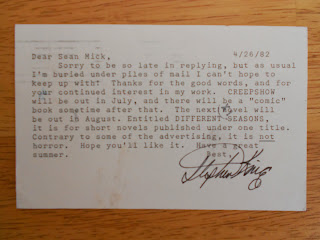 Dear Sean Mick, 4/26/82
Sorry to be so late in replying, but as usual
I'm buried under piles of mail I can't hope to
keep up with! Thanks for the good words, and for
your continued interest in my work. CREEPSHOW
will be out in July, and there will be a "comic"
book sometime after that. The next novel will
be out in August. Entitled DIFFERENT SEASONS,
it is for short novels published under one title.
Contrary to some of the advertising, it is not
horror. Hope you'll like it. Have a great
summer. Best,
Stephen King